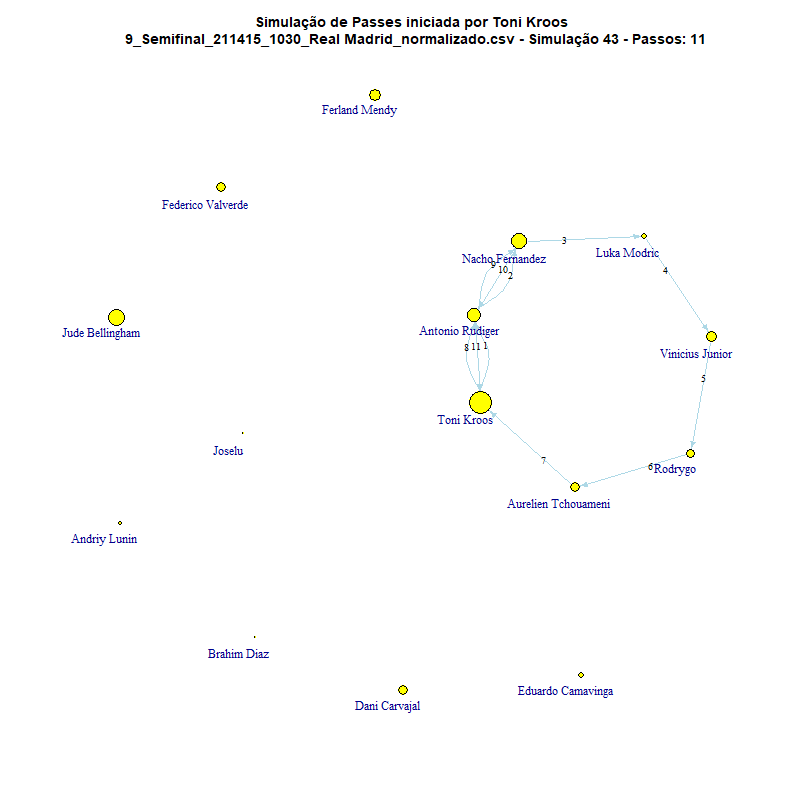 Simulação de Passes iniciada por Toni Kroos
9_Semifinal_211415_1030_Real Madrid_normalizado.csv - Simulação 43 - Passos: 11
Ferland Mendy
Federico Valverde
Nacho Fernandez
3
Luka Modric
9
10
2
4
Jude Bellingham
Antonio Rudiger
8
11
1
Vinicius Junior
5
Toni Kroos
Joselu
7
6
Rodrygo
Aurelien Tchouameni
Andriy Lunin
Brahim Diaz
Eduardo Camavinga
Dani Carvajal